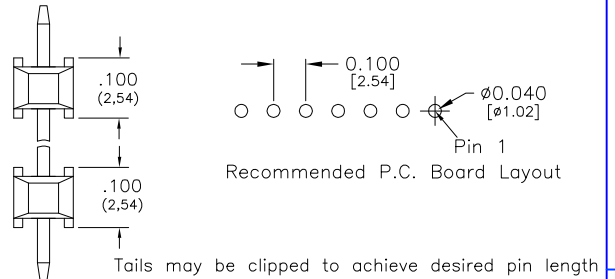 .100
(2,54)
0.100
[2.54]
ø0.040
[ø1.02]
Pin 1
Recommended P.C. Board Layout
.100
(2,54)
Tails may be clipped to achieve desired pin length